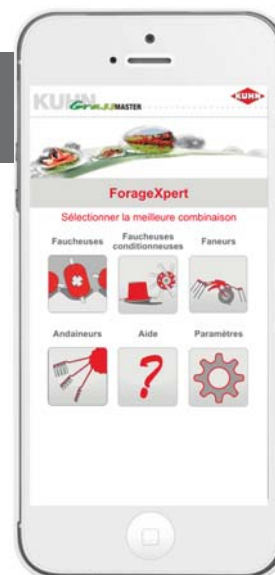 KUHN GrassMASTER
KUHN
ForageXpert
Sélectionner la meilleure combinaison
Faucheuses
Faucheuses
conditionneuses
Faneurs
Andaineurs
Aide
Paramètres